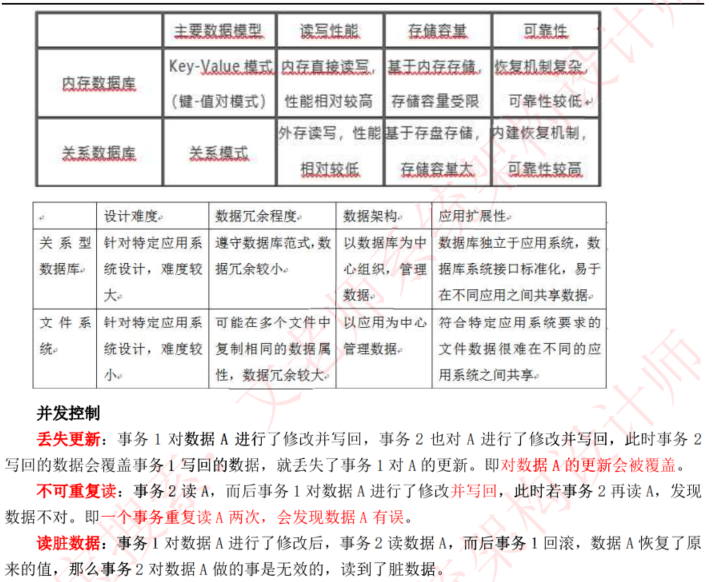 主要数据模型 读写性能 存储容量 可靠性
内存数据库 Key-Value 模式 内存直接读写， 基于内存存储， 恢复机制复杂，
（键-值对模式） 性能相对较高 存储容量受限 可靠性较低
关系数据库 关系模式 外存读写，性能 基于存盘存储， 内建恢复机制，
相对较低 存储容量大 可靠性较高
设计难度 数据冗余程度 数据架构 应用扩展性
关系型 针对特定应用系 遵守数据库范式，数 以数据库为中 数据库独立于应用系统，数
数据库 统设计，难度较 据冗余较小 心组织，管理 据库系统接口标准化，易于
大 数据 在不同应用之间共享数据
文件系 针对特定应用系 可能在多个文件中 以应用为中心 符合特定应用系统要求的
统 统设计，难度较 复制相同的数据属 管理数据 文件数据很难在不同的应
小 性，数据冗余较大 用系统之间共享
并发控制
丢失更新：事务 1 对数据 A 进行了修改并写回，事务 2 也对 A 进行了修改并写回，此时事务 2
写回的数据会覆盖事务 1 写回的数据，就丢失了事务 1 对 A 的更新。即对数据 A 的更新会被覆盖。
不可重复读：事务 2 读 A，而后事务 1 对数据 A 进行了修改并写回，此时若事务 2 再读 A，发现
数据不对。即一个事务重复读 A 两次，会发现数据 A 有误。
读脏数据：事务 1 对数据 A 进行了修改后，事务 2 读数据 A，而后事务 1 回滚，数据 A 恢复了原
来的值，那么事务 2 对数据 A 做的事是无效的，读到了脏数据。